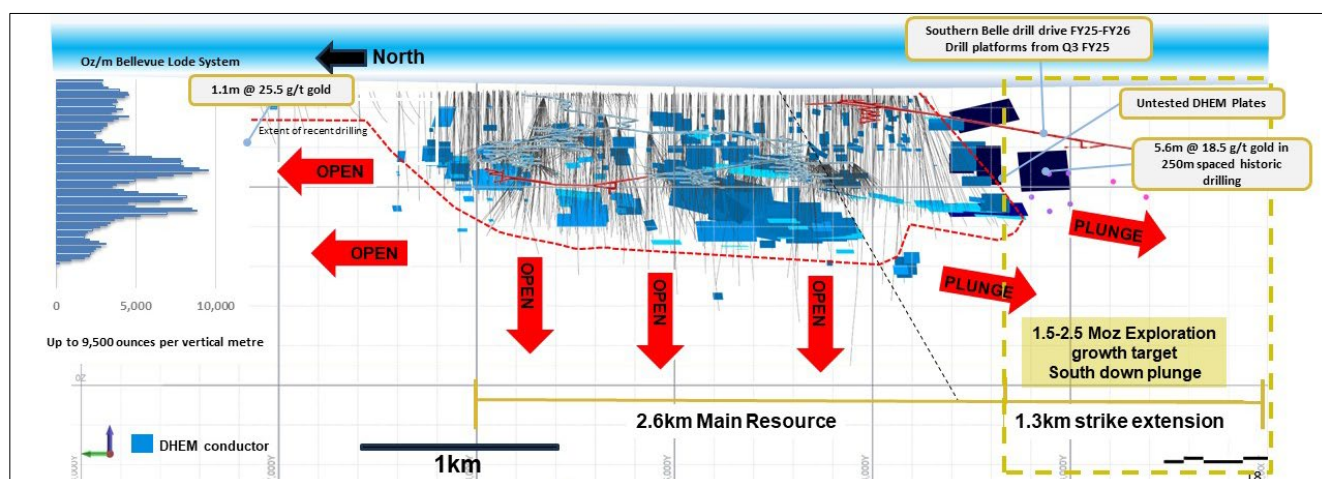 Southern Belle drill drive FY25-FY26
Drill platforms from Q3 FY25
North
Oz/m Bellevue Lode System
1.1m @ 25.5 g/t gold
Extent of recent drilling
Untested DHEM Plates
5.6m @ 18.5 g/t gold in
250m spaced historic
drilling
OPEN
OPEN
OPEN
OPEN
OPEN
PLUNGE
PLUNGE
0
5,000
10,000
Up to 9,500 ounces per vertical metre
1.5-2.5 Moz Exploration
growth target
South down plunge
2.6km Main Resource
1.3km strike extension
DHEM conductor
1km